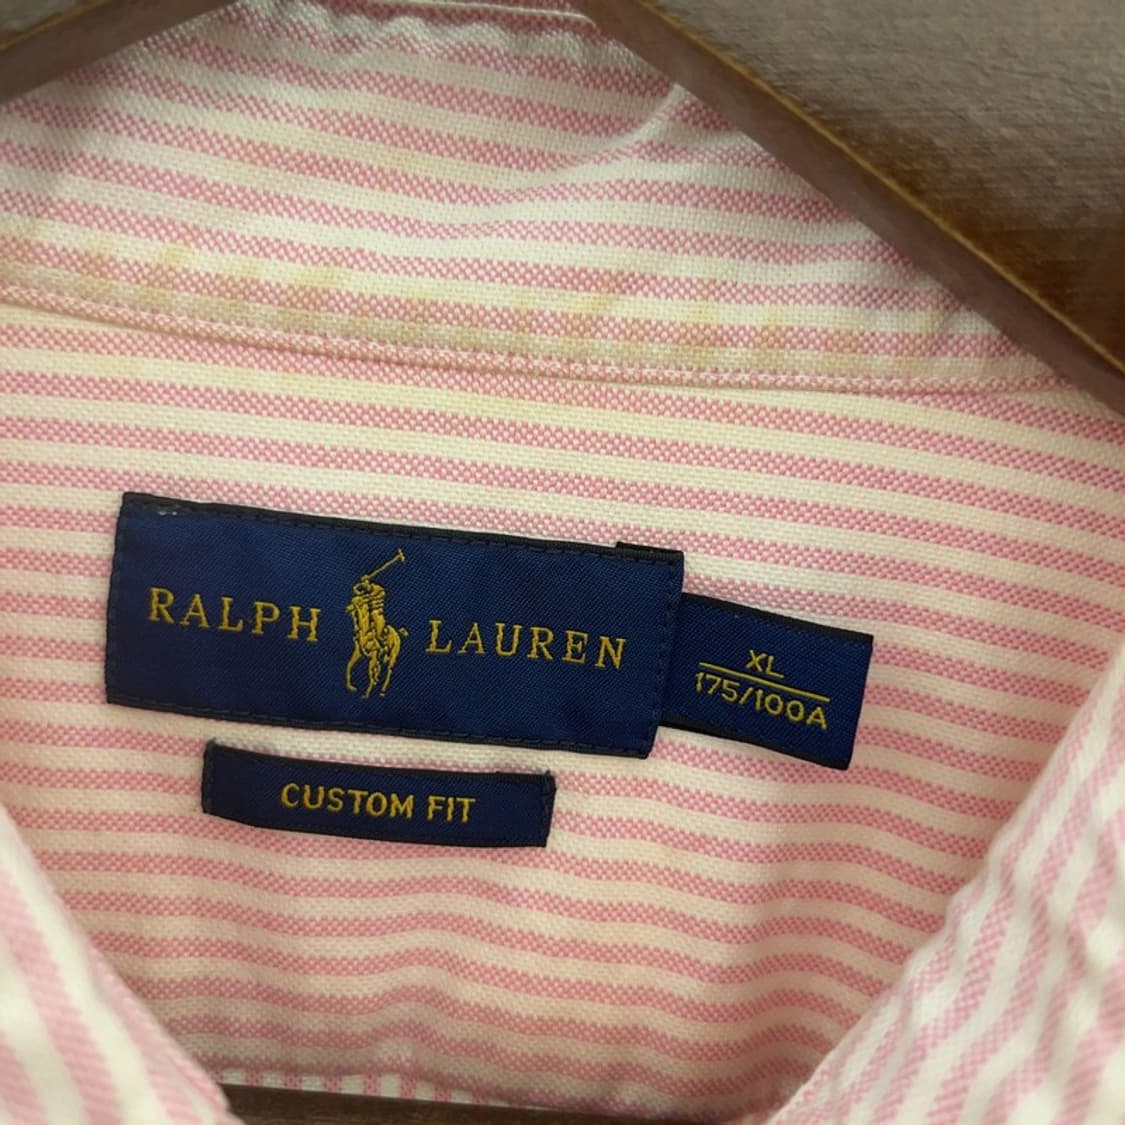 RALPH LAUREN
XL
175/100A
CUSTOM FIT